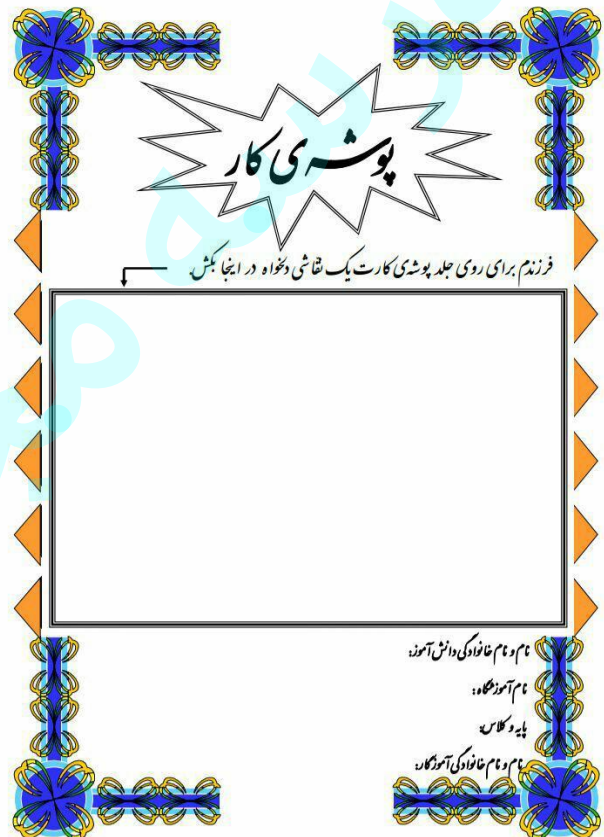 پوشه‌ی کار
فرزندم برای روی جلد پوشه‌ی کارت یک نقاشی دلخواه در اینجا بکش.
نام و نام خانوادگی دانش آموز:
نام آموزشگاه:
پایه و کلاس:
نام و نام خانوادگی آموزگار: